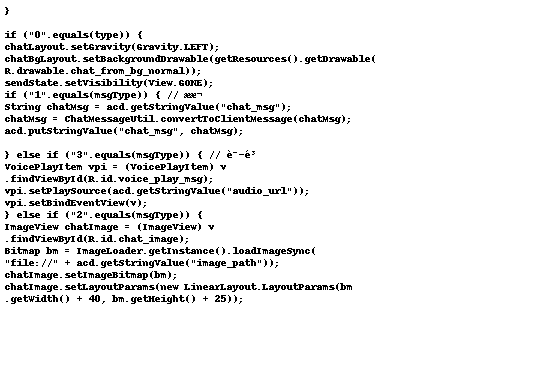 }
if ("0".equals(type)) {
chatLayout.setGravity(Gravity.LEFT);
chatBgLayout.setBackgroundDrawable(getResources().getDrawable(
R.drawable.chat_from_bg_normal));
sendState.setVisibility(View.GONE);
if ("1".equals(msgType)) { // ææ¬
String chatMsg = acd.getStringValue("chat_msg");
chatMsg = ChatMessageUtil.convertToClientMessage(chatMsg);
acd.putStringValue("chat_msg", chatMsg);
} else if ("3".equals(msgType)) { // è¯­é³
VoicePlayItem vpi = (VoicePlayItem) v
.findViewById(R.id.voice_play_msg);
vpi.setPlaySource(acd.getStringValue("audio_url"));
vpi.setBindEventView(v);
} else if ("2".equals(msgType)) {
ImageView chatImage = (ImageView) v
.findViewById(R.id.chat_image);
Bitmap bm = ImageLoader.getInstance().loadImageSync(
"file://" + acd.getStringValue("image_path"));
chatImage.setImageBitmap(bm);
chatImage.setLayoutParams(new LinearLayout.LayoutParams(bm
.getWidth() + 40, bm.getHeight() + 25));